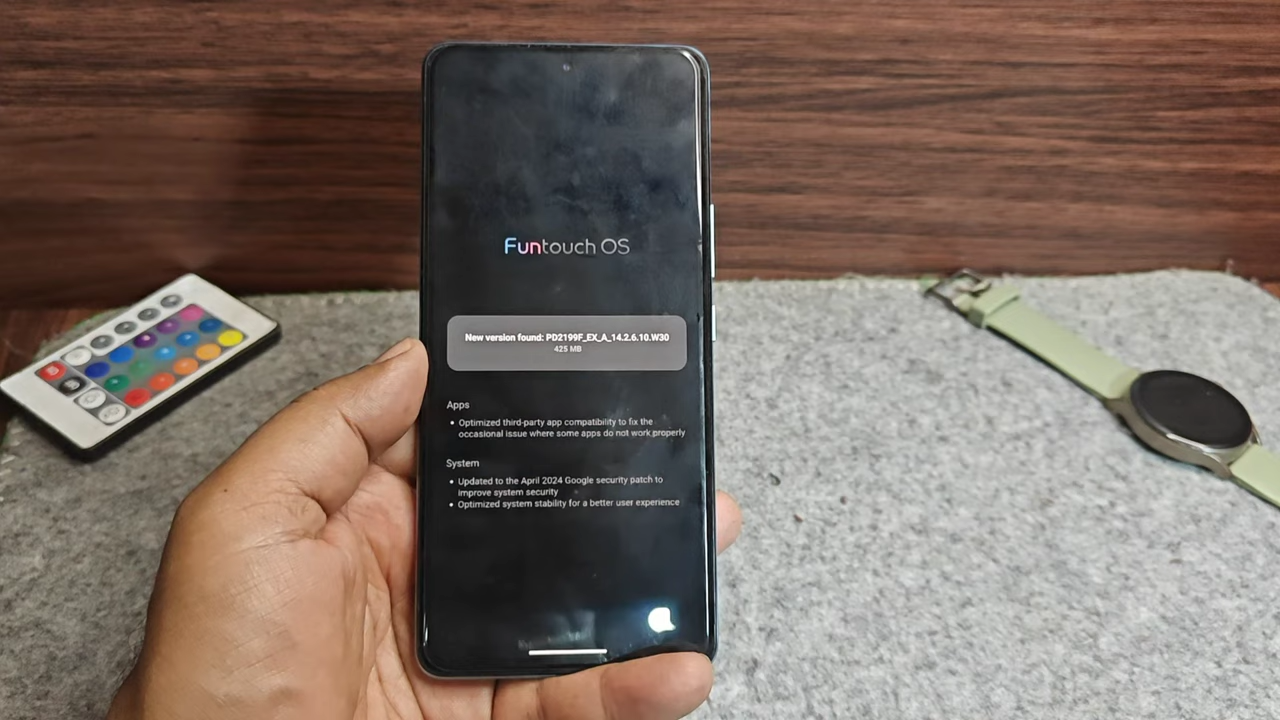 Funtouch OS
New version found: PD2199F_EX_A_14.2.6.10.W30
425 MB
Apps
• Optimized third-party app compatibility to fix the
occasional issue where some apps do not work properly
System
• Updated to the April 2024 Google security patch to
improve system security
• Optimized system stability for a better user experience